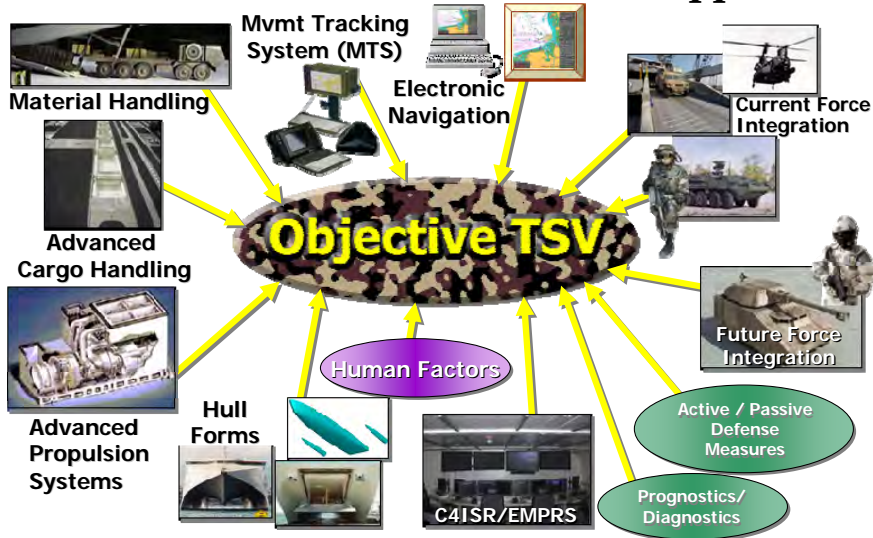 Mvmt Tracking
System (MTS)
Electronic
Navigation
Material Handling
Current Force
Integration
Objective TSV
Advanced
Cargo Handling
Future Force
Integration
Human Factors
Hull
Forms
Active / Passive
Defense
Measures
Advanced
Propulsion
Systems
C4ISR/EMPRS
Prognostics/
Diagnostics